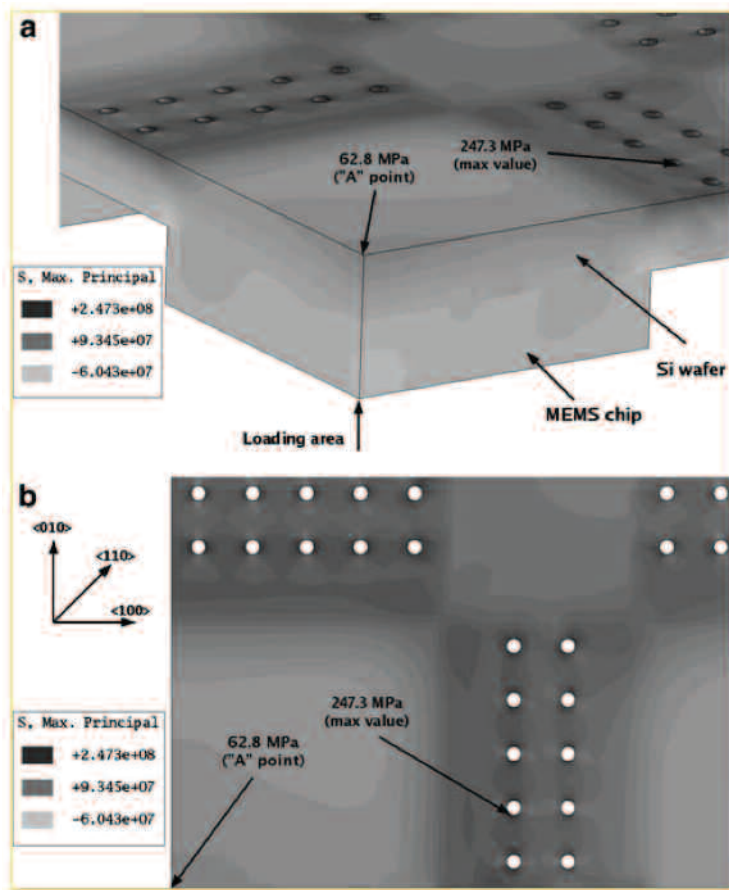 a
62.8 MPa
("A" point)
247.3 MPa
(max value)
S, Max. Principal
+2.473e+08
+9.345e+07
-6.043e+07
Si wafer
MEMS chip
Loading area
b
<010>
<110>
<100>
S, Max. Principal
+2.473e+08
+9.345e+07
-6.043e+07
247.3 MPa
(max value)
62.8 MPa
("A" point)